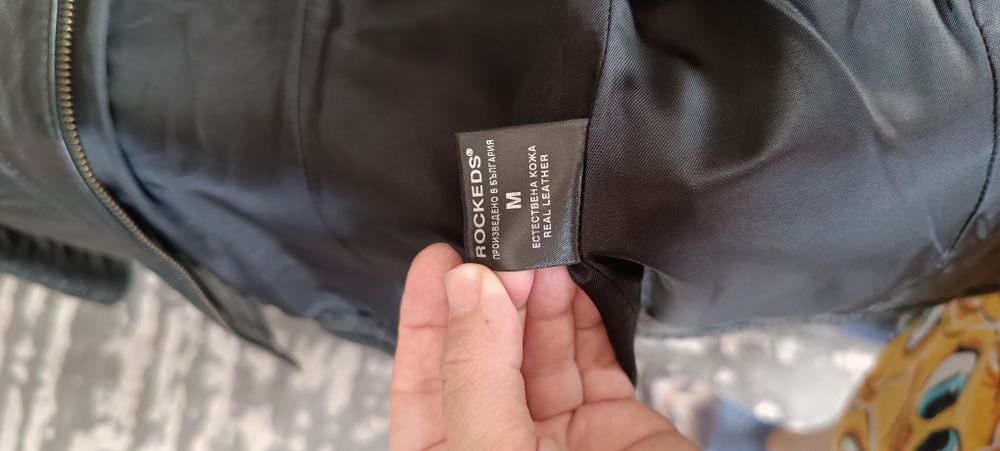 ROCKEDS®
ПРОИЗВЕДЕНО В БЪЛГАРИЯ
M
ЕСТЕСТВЕНА КОЖА
REAL LEATHER